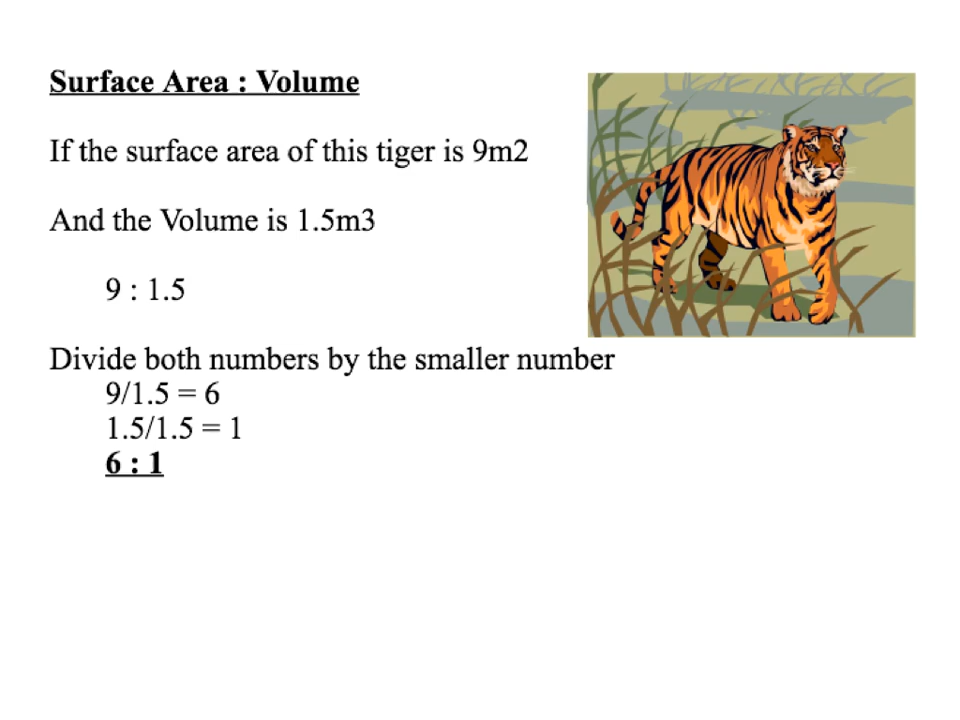 Surface Area : Volume
If the surface area of this tiger is 9m2
And the Volume is 1.5m3
9 : 1.5
Divide both numbers by the smaller number
9/1.5 = 6
1.5/1.5 = 1
6 : 1